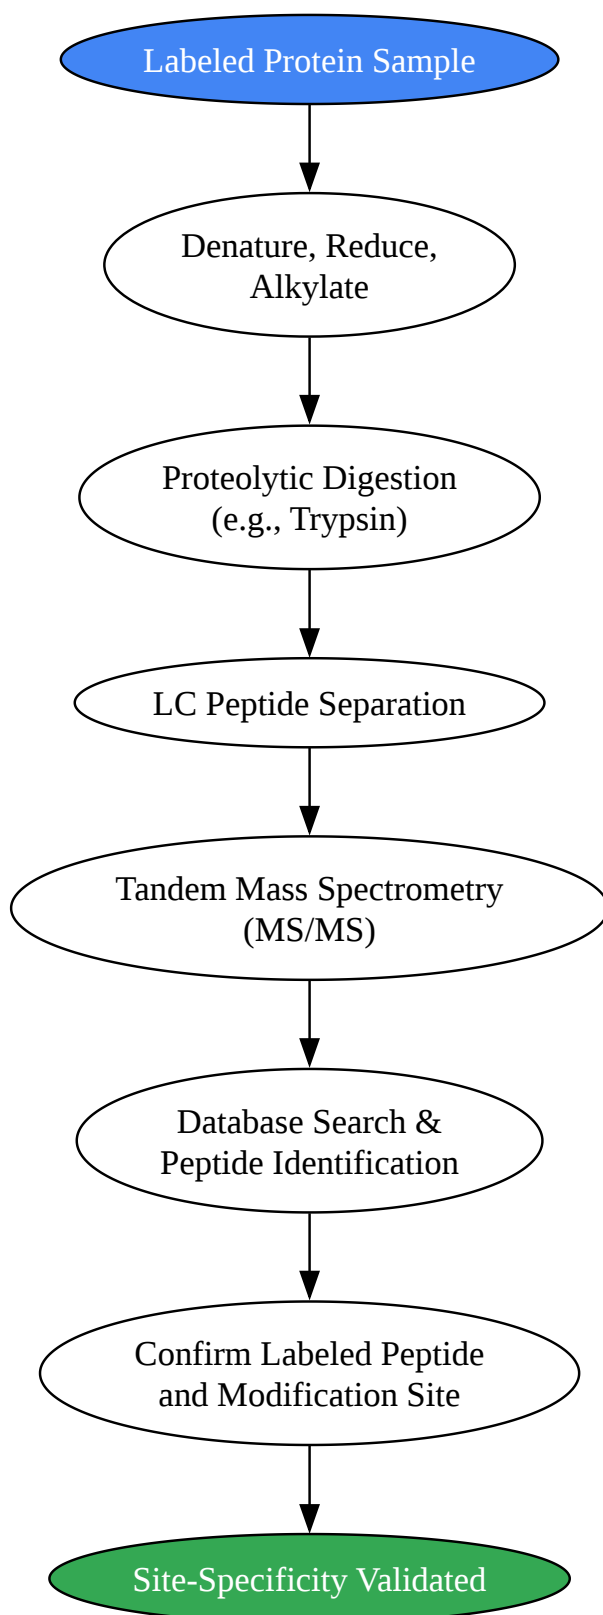 Labeled Protein Sample
Denature, Reduce,
Alkylate
Proteolytic Digestion
(e.g., Trypsin)
LC Peptide Separation
Tandem Mass Spectrometry
(MS/MS)
Database Search &
Peptide Identification
Confirm Labeled Peptide
and Modification Site
Site-Specificity Validated